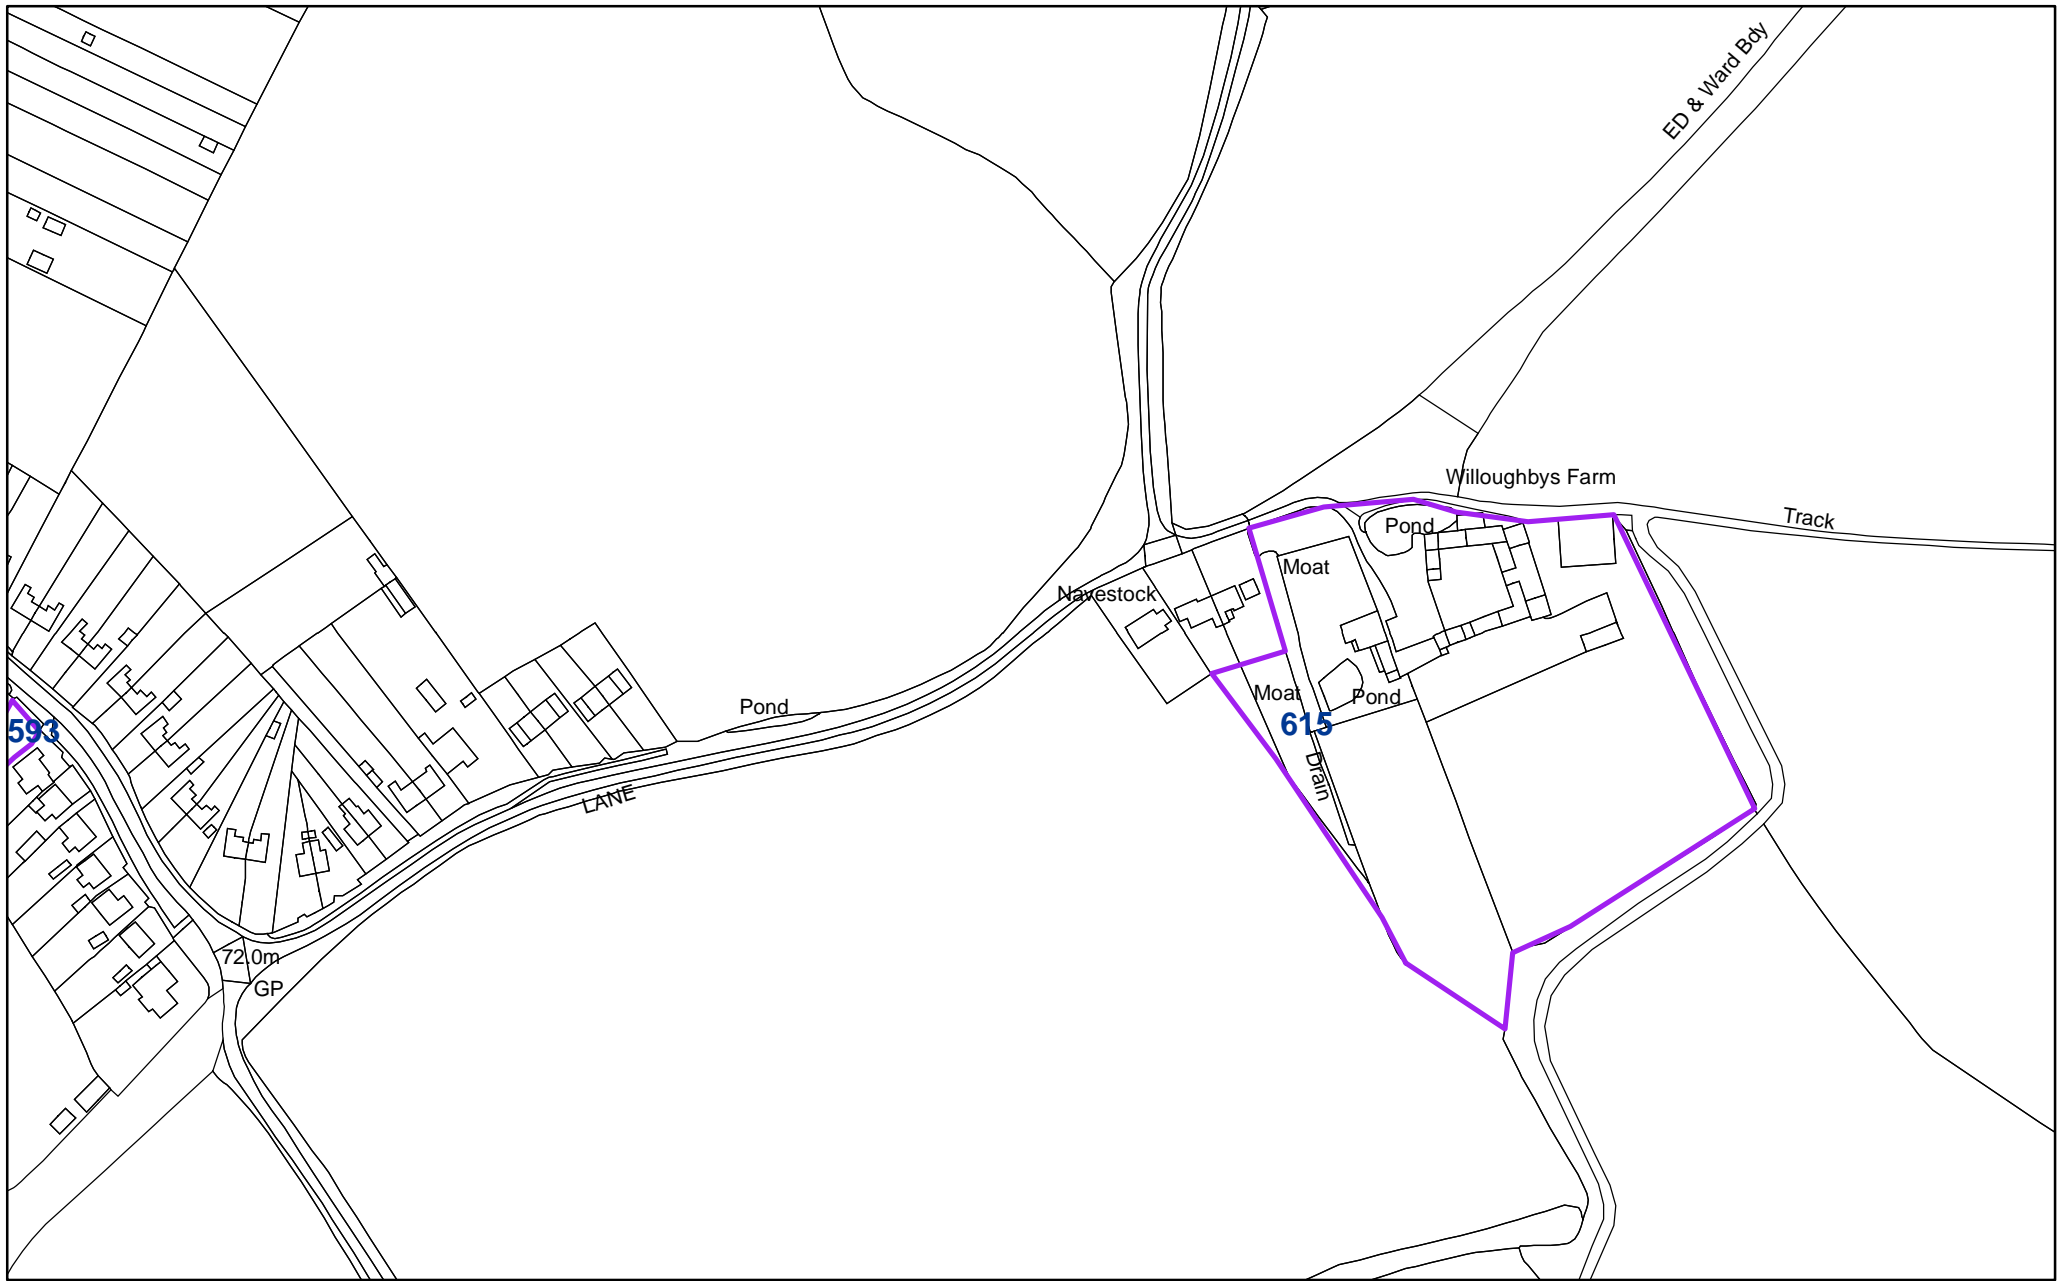 ED & Ward Bdy
Willoughbys Farm
Track
Pond
Moat
Navestock
Moat
Pond
Pond
615
593
Drain
LANE
72.0m
GP